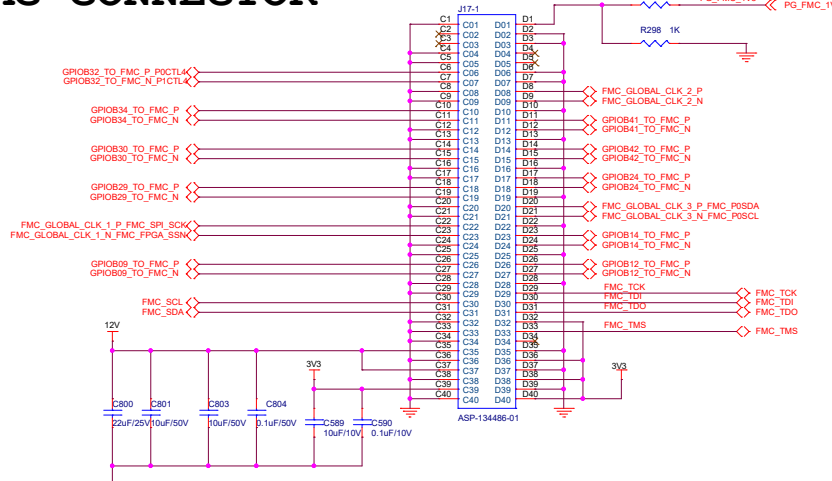 J17-1
PG_FMC_1V
R298 1K
C1 C01 D01 D1
C2 C02 D02 D2
C3 C03 D03 D3
C4 C04 D04 D4
C5 C05 D05 D5
GPIOB32_TO_FMC_P_P0CTL4 C6 C06 D06 D6
GPIOB32_TO_FMC_N_P1CTL4 C7 C07 D07 D7
C8 C08 D08 D8 FMC_GLOBAL_CLK_2_P
C9 C09 D09 D9 FMC_GLOBAL_CLK_2_N
GPIOB34_TO_FMC_P C10 C10 D10 D10
GPIOB34_TO_FMC_N C11 C11 D11 D11 GPIOB41_TO_FMC_P
C12 C12 D12 D12 GPIOB41_TO_FMC_N
C13 C13 D13 D13
GPIOB30_TO_FMC_P C14 C14 D14 D14 GPIOB42_TO_FMC_P
GPIOB30_TO_FMC_N C15 C15 D15 D15 GPIOB42_TO_FMC_N
C16 C16 D16 D16
C17 C17 D17 D17 GPIOB24_TO_FMC_P
GPIOB29_TO_FMC_P C18 C18 D18 D18 GPIOB24_TO_FMC_N
GPIOB29_TO_FMC_N C19 C19 D19 D19
C20 C20 D20 D20 FMC_GLOBAL_CLK_3_P_FMC_P0SDA
C21 C21 D21 D21 FMC_GLOBAL_CLK_3_N_FMC_P0SCL
FMC_GLOBAL_CLK_1_P_FMC_SPI_SCK C22 C22 D22 D22
FMC_GLOBAL_CLK_1_N_FMC_FPGA_SSN C23 C23 D23 D23 GPIOB14_TO_FMC_P
C24 C24 D24 D24 GPIOB14_TO_FMC_N
C25 C25 D25 D25
GPIOB09_TO_FMC_P C26 C26 D26 D26 GPIOB12_TO_FMC_P
GPIOB09_TO_FMC_N C27 C27 D27 D27 GPIOB12_TO_FMC_N
C28 C28 D28 D28
C29 C29 D29 D29 FMC_TCK FMC_TCK
FMC_SCL C30 C30 D30 D30 FMC_TDI FMC_TDI
FMC_SDA C31 C31 D31 D31 FMC_TDO FMC_TDO
C32 C32 D32 D32
C33 C33 D33 D33 FMC_TMS FMC_TMS
12V
C34 C34 D34 D34
C35 C35 D35 D35
C36 C36 D36 D36
3V3 C37 C37 D37 D37 3V3
C38 C38 D38 D38
C39 C39 D39 D39
C40 C40 D40 D40
ASP-134486-01
C800 C801 C803 C804 C589 C590
22uF/25V 10uF/50V 10uF/50V 0.1uF/50V 10uF/10V 0.1uF/10V